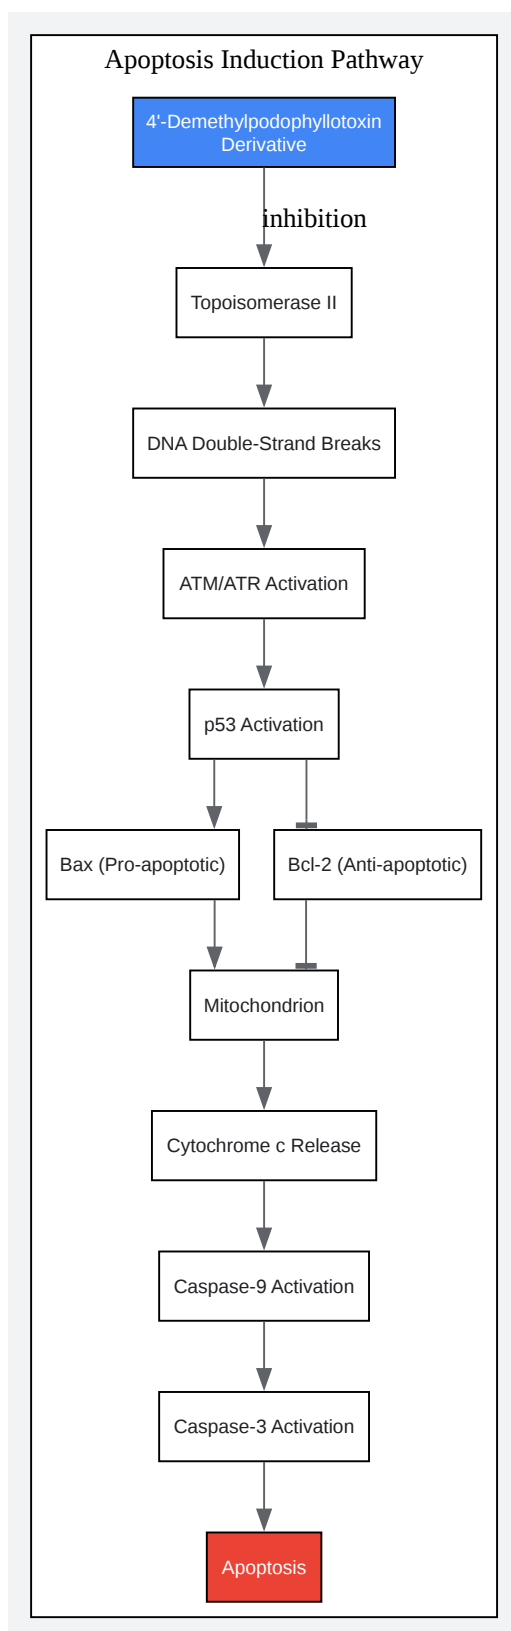 Apoptosis Induction Pathway
4'-Demethylpodophyllotoxin
Derivative
inhibition
Topoisomerase II
DNA Double-Strand Breaks
ATM/ATR Activation
p53 Activation
Bax (Pro-apoptotic)
Bcl-2 (Anti-apoptotic)
Mitochondrion
Cytochrome c Release
Caspase-9 Activation
Caspase-3 Activation
Apoptosis